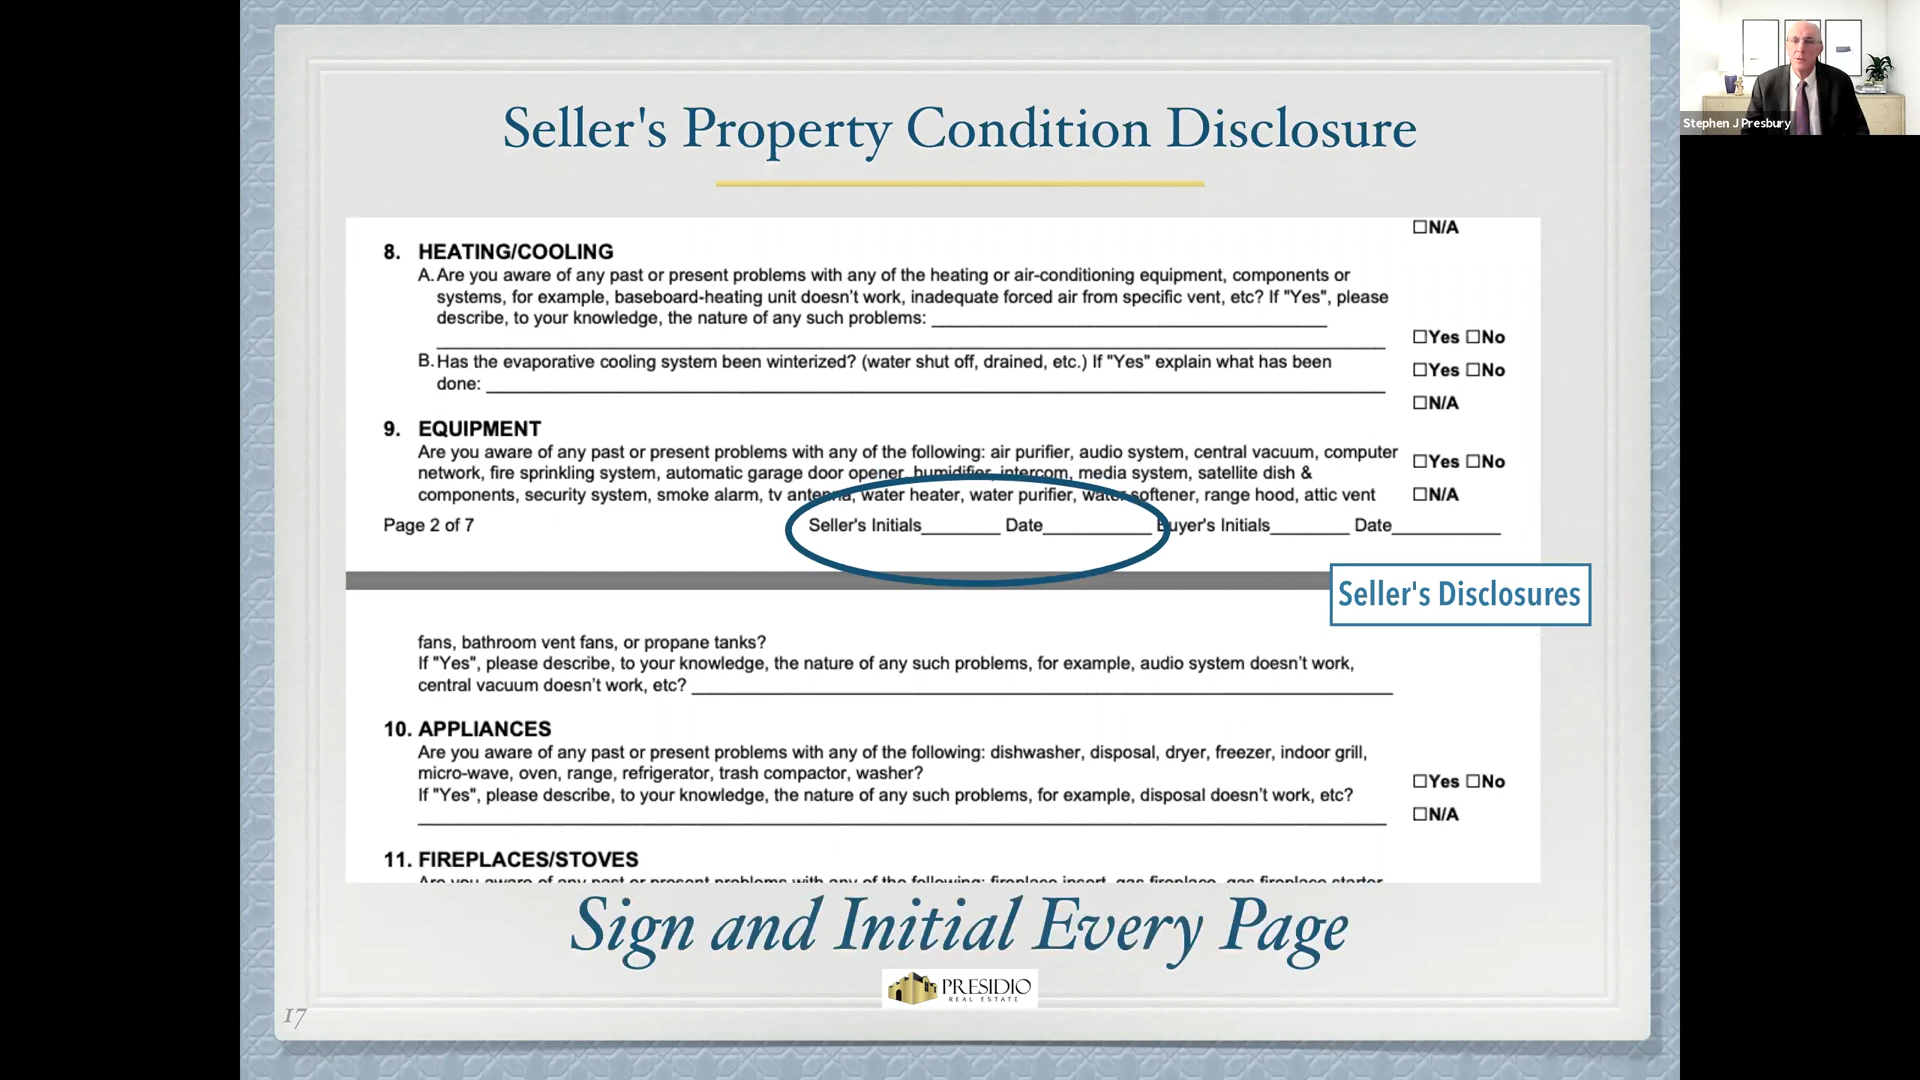 Stephen J Presbury
Seller's Property Condition Disclosure
☐N/A
8. HEATING/COOLING
A. Are you aware of any past or present problems with any of the heating or air-conditioning equipment, components or
systems, for example, baseboard-heating unit doesn't work, inadequate forced air from specific vent, etc? If "Yes", please
describe, to your knowledge, the nature of any such problems: ____________
☐Yes ☐No
B. Has the evaporative cooling system been winterized? (water shut off, drained, etc.) If "Yes" explain what has been
☐Yes ☐No
done: ____________
☐N/A
9. EQUIPMENT
Are you aware of any past or present problems with any of the following: air purifier, audio system, central vacuum, computer
☐Yes ☐No
network, fire sprinkling system, automatic garage door opener, humidifier, intercom, media system, satellite dish &
components, security system, smoke alarm, tv antenna, water heater, water purifier, water softener, range hood, attic vent
☐N/A
Page 2 of 7 Seller's Initials________ Date___________ Buyer's Initials________ Date___________
Seller's Disclosures
fans, bathroom vent fans, or propane tanks?
If "Yes", please describe, to your knowledge, the nature of any such problems, for example, audio system doesn't work,
central vacuum doesn't work, etc? ____________
10. APPLIANCES
Are you aware of any past or present problems with any of the following: dishwasher, disposal, dryer, freezer, indoor grill,
micro-wave, oven, range, refrigerator, trash compactor, washer?
☐Yes ☐No
If "Yes", please describe, to your knowledge, the nature of any such problems, for example, disposal doesn't work, etc?
☐N/A
11. FIREPLACES/STOVES
Are you aware of any past or present problems with any of the following: fireplace insert, gas fireplace, gas fireplace starter,
Sign and Initial Every Page
PRESIDIO
REAL ESTATE
17